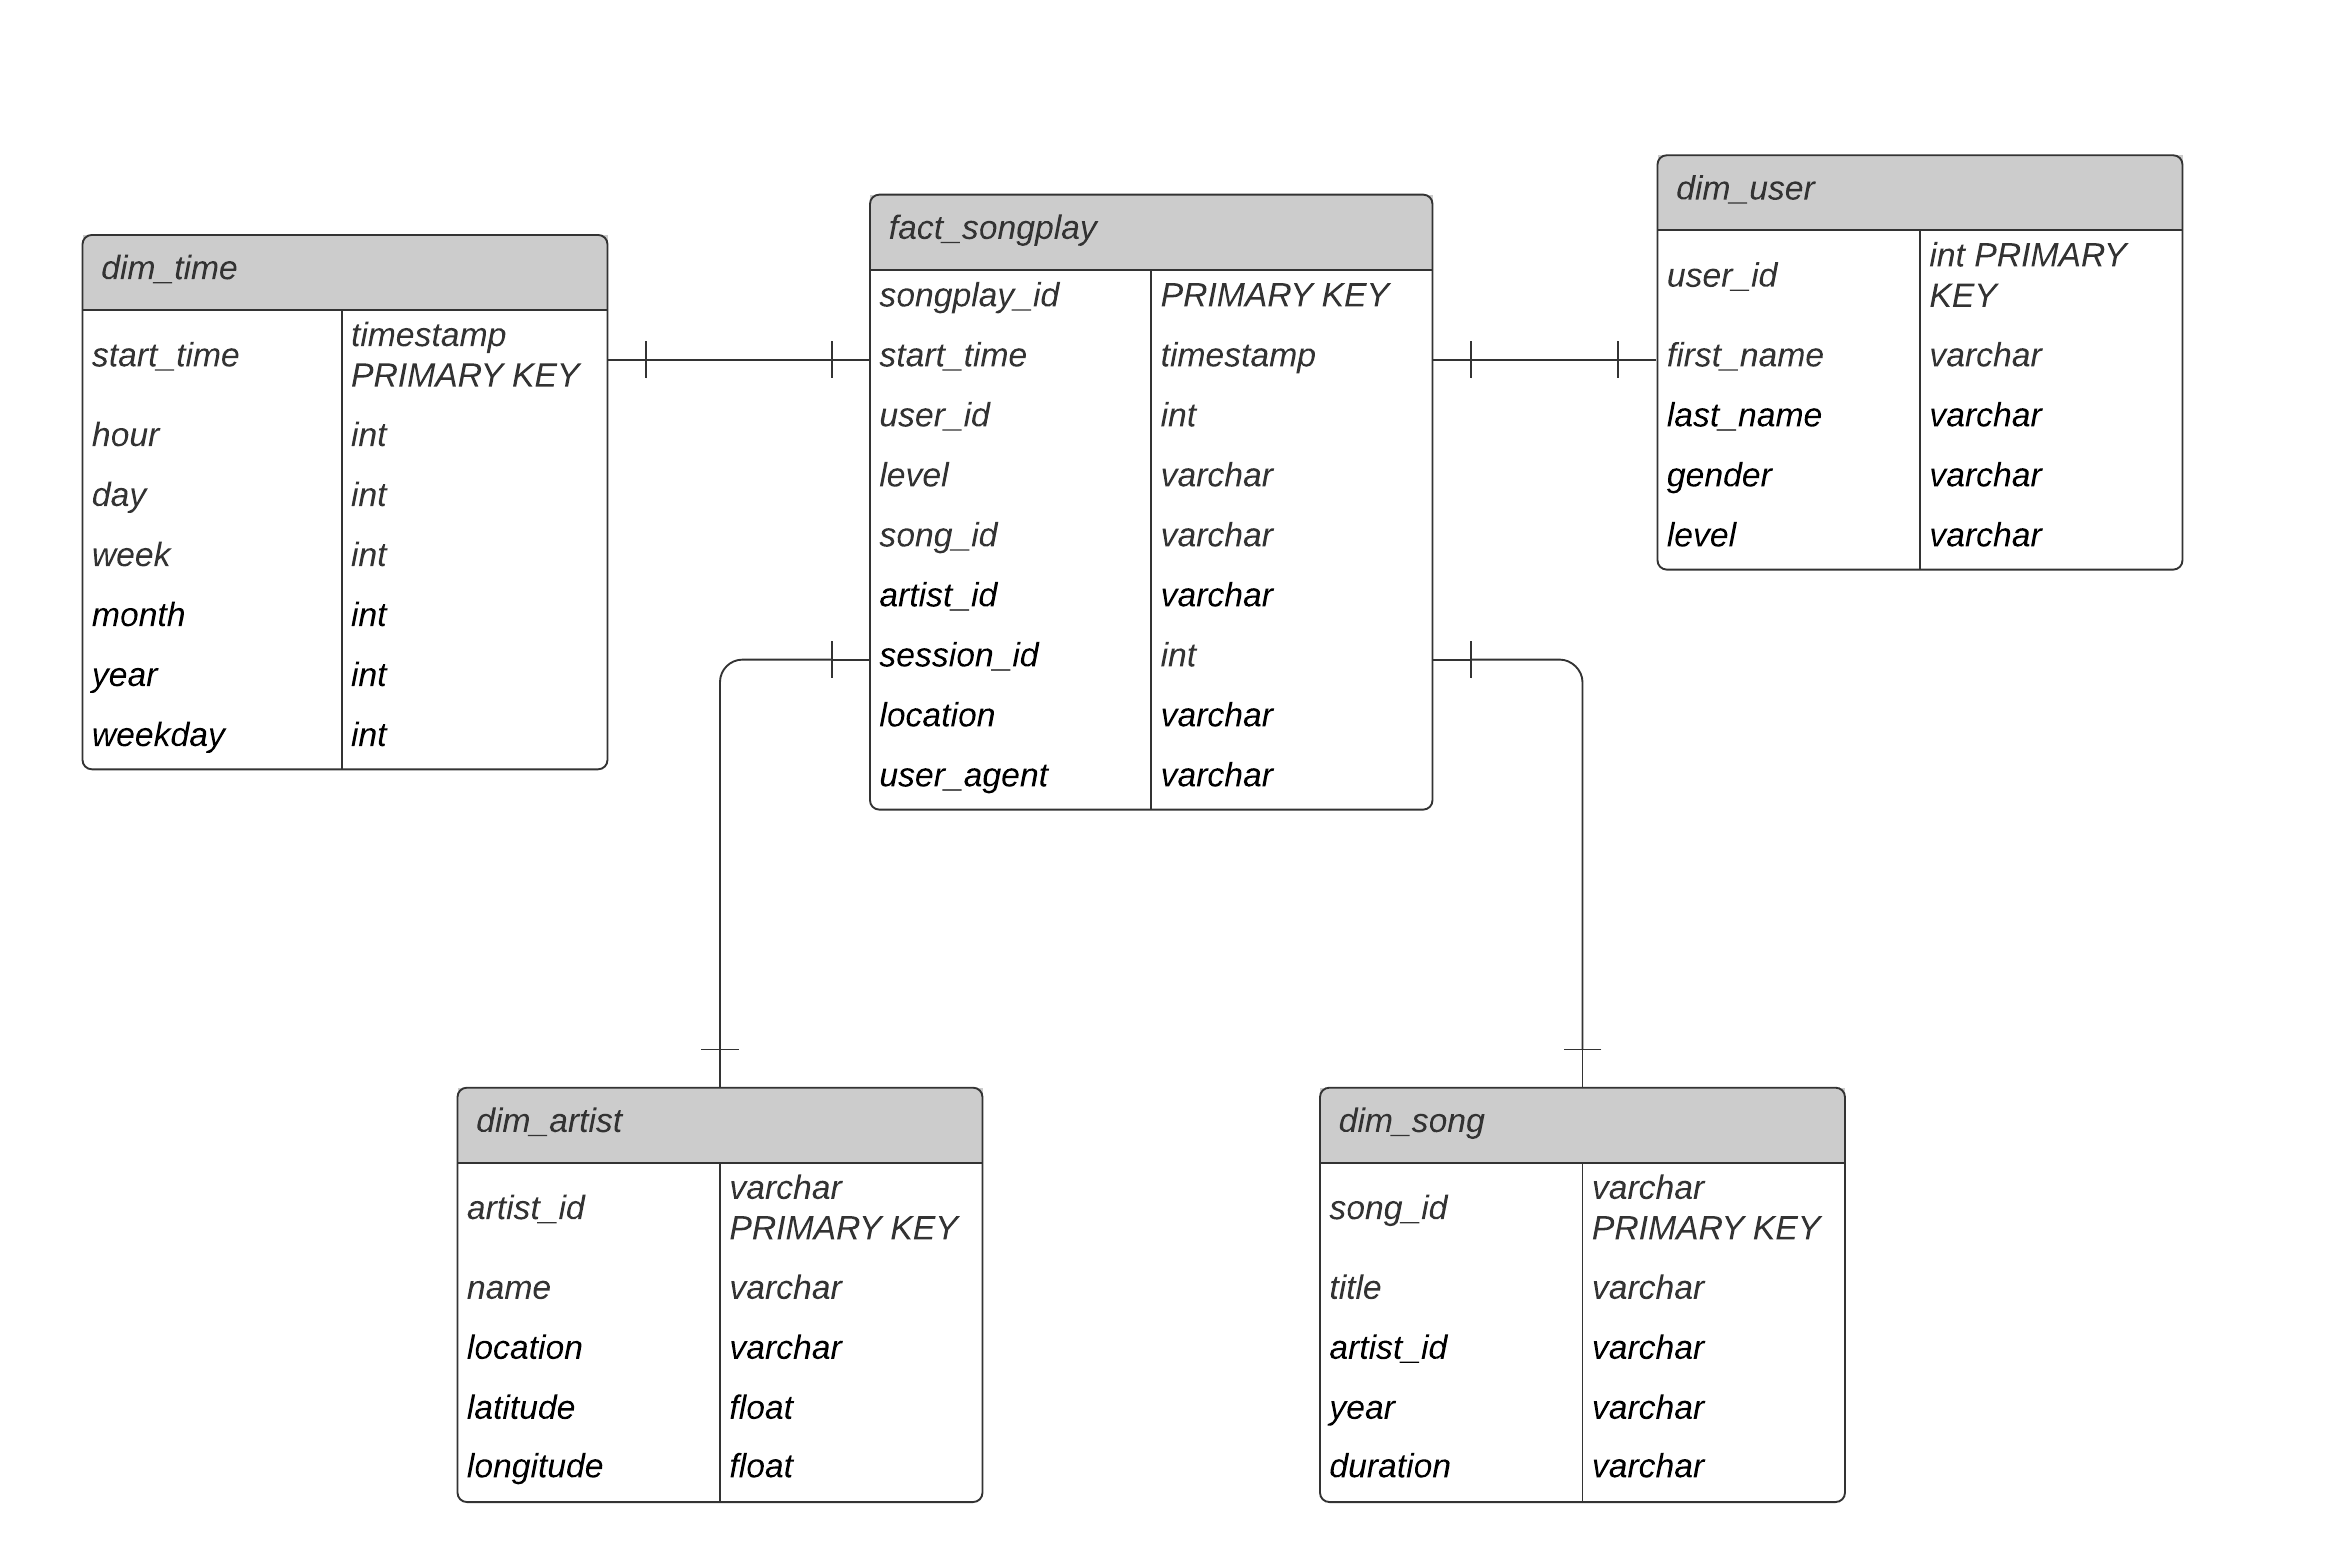 dim_time
start_time timestamp
PRIMARY KEY
hour int
day int
week int
month int
year int
weekday int
fact_songplay
songplay_id PRIMARY KEY
start_time timestamp
user_id int
level varchar
song_id varchar
artist_id varchar
session_id int
location varchar
user_agent varchar
dim_user
user_id int PRIMARY
KEY
first_name varchar
last_name varchar
gender varchar
level varchar
dim_artist
artist_id varchar
PRIMARY KEY
name varchar
location varchar
latitude float
longitude float
dim_song
song_id varchar
PRIMARY KEY
title varchar
artist_id varchar
year varchar
duration varchar